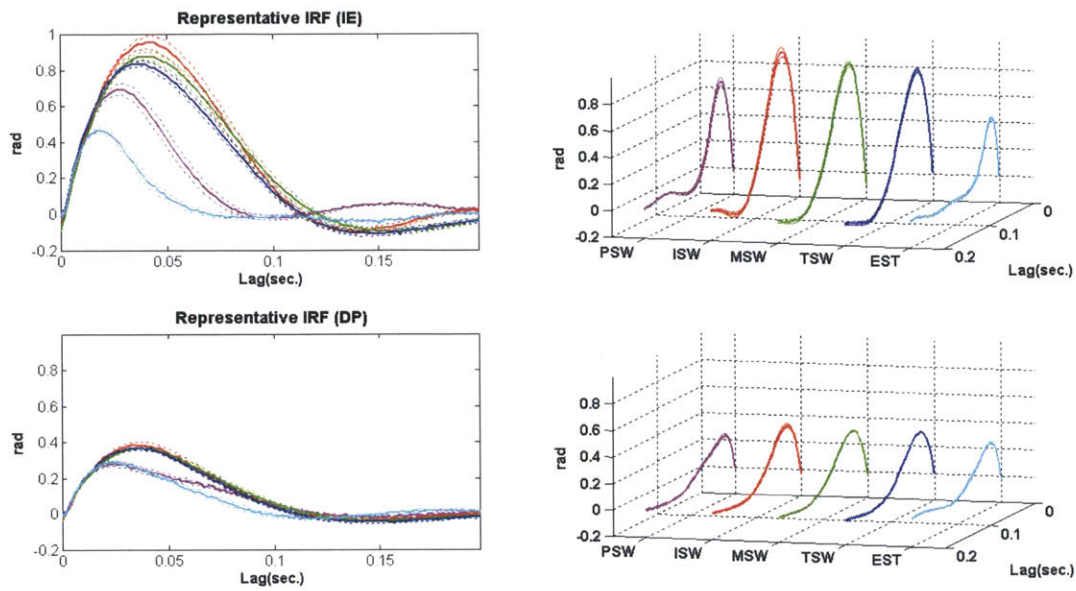 Representative IRF (IE)
1
0.8
0.6
0.4
0.2
0
-0.2
rad
0
0.05
0.1
0.15
Lag(sec.)
0.8
0.6
0.4
0.2
0
-0.2
rad
PSW
ISW
MSW
TSW
EST
0.2
0.1
0
Lag(sec.)
Representative IRF (DP)
0.8
0.6
0.4
0.2
0
-0.2
rad
0
0.05
0.1
0.15
Lag(sec.)
0.8
0.6
0.4
0.2
0
-0.2
rad
PSW
ISW
MSW
TSW
EST
0.2
0.1
0
Lag(sec.)